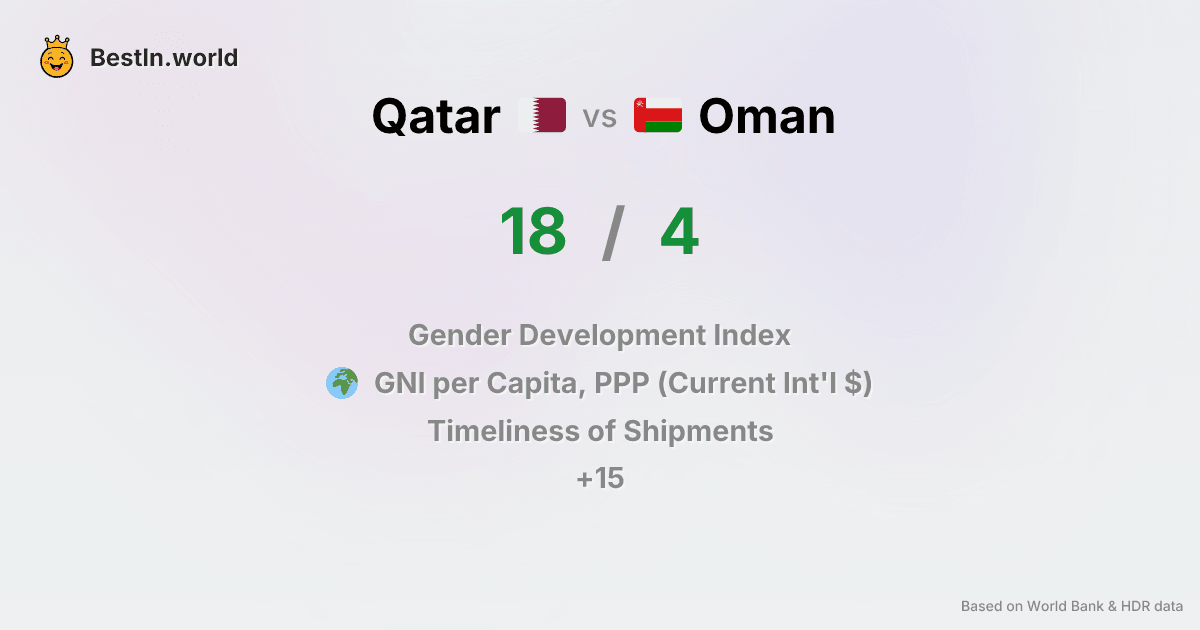 BestIn.world
Qatar vs Oman
18 / 4
Gender Development Index
GNI per Capita, PPP (Current Int'l $)
Timeliness of Shipments
+15
Based on World Bank & HDR data